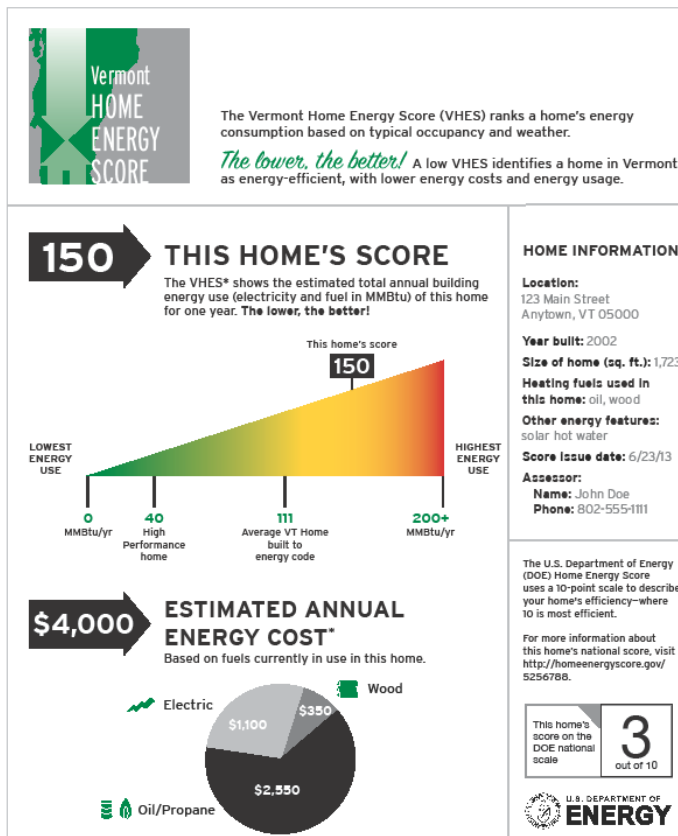 Vermont
HOME
ENERGY
SCORE
The Vermont Home Energy Score (VHES) ranks a home's energy
consumption based on typical occupancy and weather.
The lower, the better! A low VHES identifies a home in Vermont
as energy-efficient, with lower energy costs and energy usage.
150
THIS HOME'S SCORE
The VHES* shows the estimated total annual building
energy use (electricity and fuel in MMBtu) of this home
for one year. The lower, the better!
This home's score
150
LOWEST
ENERGY
USE
HIGHEST
ENERGY
USE
0
MMBtu/yr
40
High
Performance
home
111
Average VT Home
built to
energy code
200+
MMBtu/yr
$4,000
ESTIMATED ANNUAL
ENERGY COST*
Based on fuels currently in use in this home.
Electric
Wood
$1,100
$350
$2,550
Oil/Propane
HOME INFORMATION
Location:
123 Main Street
Anytown, VT 05000
Year built: 2002
Size of home (sq. ft.): 1,723
Heating fuels used in
this home: oil, wood
Other energy features:
solar hot water
Score issue date: 6/23/13
Assessor:
Name: John Doe
Phone: 802-555-1111
The U.S. Department of Energy
(DOE) Home Energy Score
uses a 10-point scale to describe
your home's efficiency—where
10 is most efficient.
For more information about
this home's national score, visit
http://homeenergyscore.gov/
5256788.
This home's
score on the
DOE national
scale
3
out of 10
U.S. DEPARTMENT OF
ENERGY